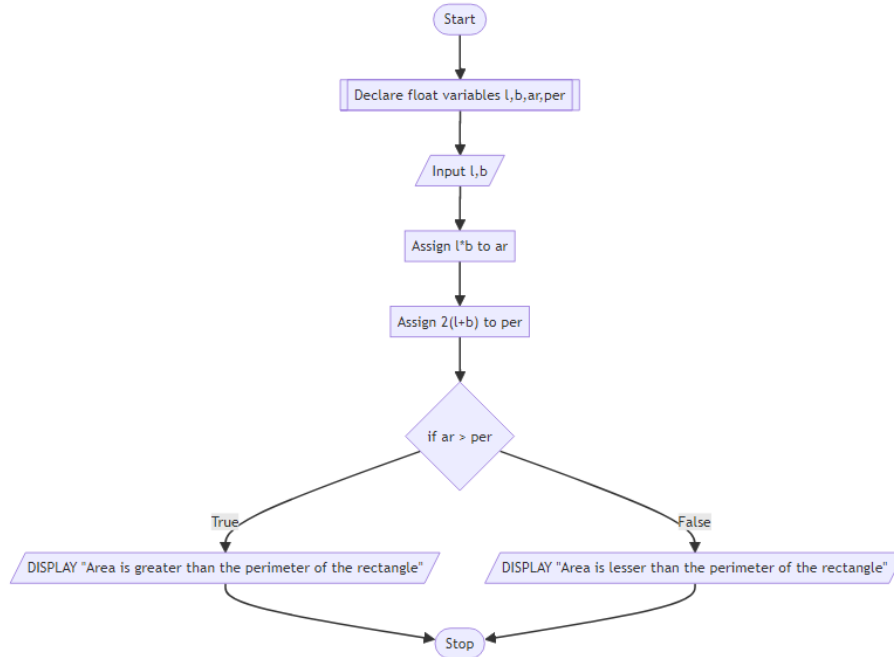 Start
Declare float variables l,b,ar,per
Input l,b
Assign l*b to ar
Assign 2(l+b) to per
if ar > per
True
False
DISPLAY "Area is greater than the perimeter of the rectangle"
DISPLAY "Area is lesser than the perimeter of the rectangle"
Stop